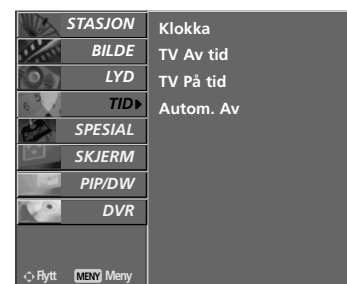 STASJON
BILDE
LYD
TID
SPESIAL
SKJERM
PIP/DW
DVR
Flytt MENY Meny
Klokka
TV Av tid
TV På tid
Autom. Av